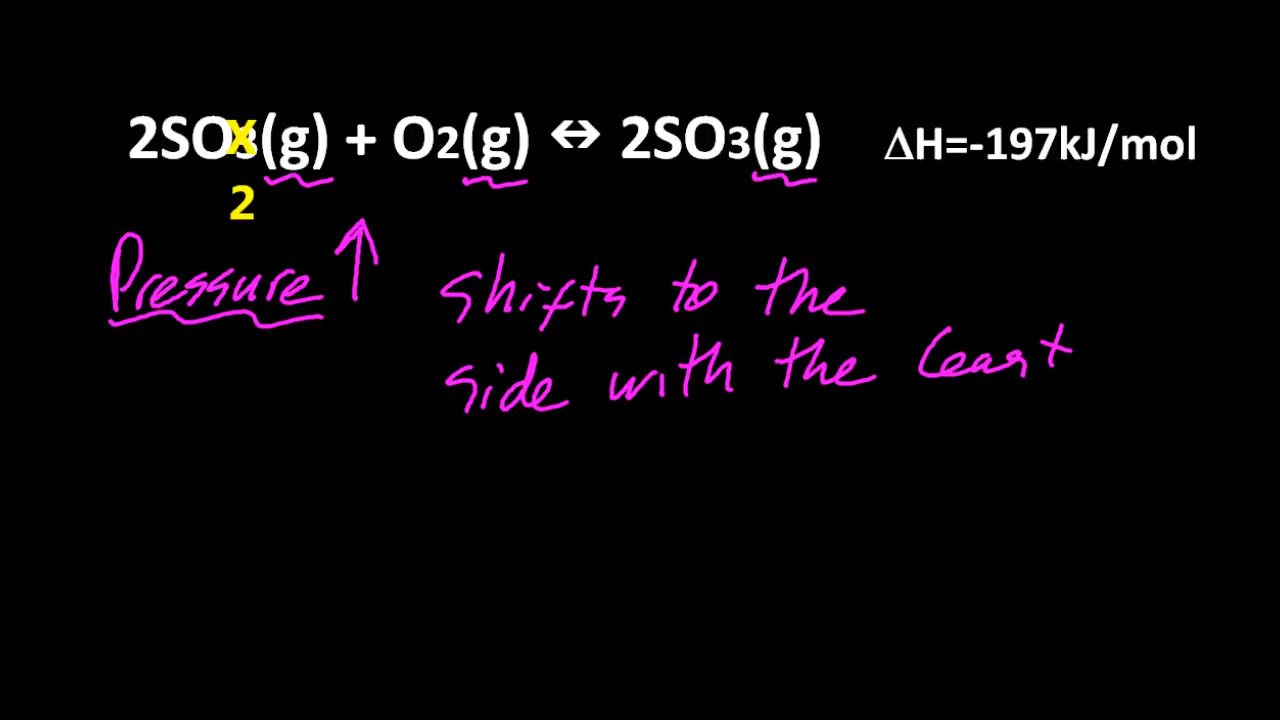 2SO3(g) + O2(g) ↔ 2SO3(g) ΔH=-197kJ/mol
X
2
Pressure ↑ shifts to the
side with the least